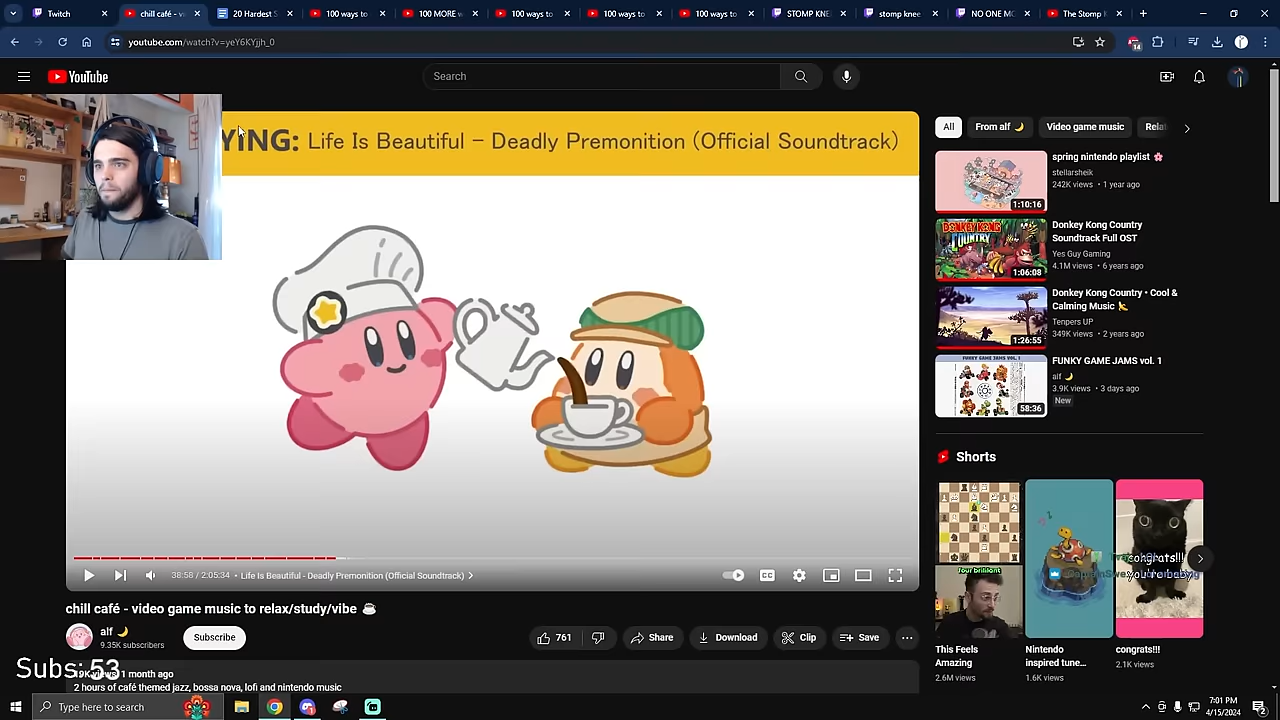 Twitch
chill café - vi
20 Hardest S
100 ways to
100 MORE w
100 ways to
100 ways to
100 ways to
STOMP KNE
stomp knee
NO ONE MO
The Stomp K
youtube.com/watch?v=yeY6KYjjh_0
14
YouTube
Search
YING: Life Is Beautiful - Deadly Premonition (Official Soundtrack)
38:58 / 2:05:34 • Life Is Beautiful - Deadly Premonition (Official Soundtrack)
chill café - video game music to relax/study/vibe ☕
alf 🌙
9.35K subscribers
Subscribe
761
Share
Download
Clip
Save
Subs: 53
19K views 1 month ago
2 hours of café themed jazz, bossa nova, lofi and nintendo music
All
From alf 🌙
Video game music
Rela
spring nintendo playlist 🌸
stellarsheik
242K views • 1 year ago
1:10:16
Donkey Kong Country
Soundtrack Full OST
Yes Guy Gaming
4.1M views • 6 years ago
1:06:08
Donkey Kong Country • Cool &
Calming Music 🍌
Tenpers UP
349K views • 2 years ago
1:26:55
FUNKY GAME JAMS vol. 1
alf 🌙
3.9K views • 3 days ago
New
58:36
Shorts
congrats!!!
This Feels
Amazing
2.6M views
Nintendo
inspired tune...
1.6K views
congrats!!!
2.1K views
Type here to search
7:01 PM
4/15/2024
2